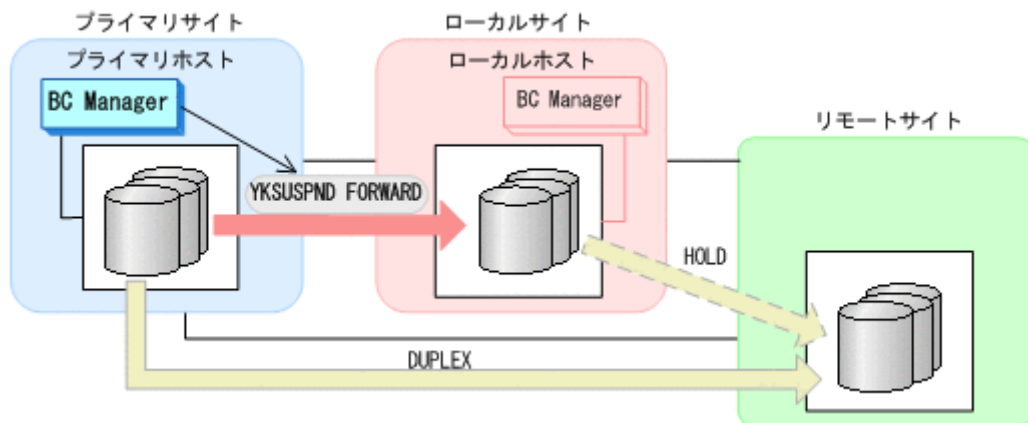 プライマリサイト
ローカルサイト
プライマリホスト
ローカルホスト
BC Manager
BC Manager
リモートサイト
YKSUSPND FORWARD
HOLD
DUPLEX